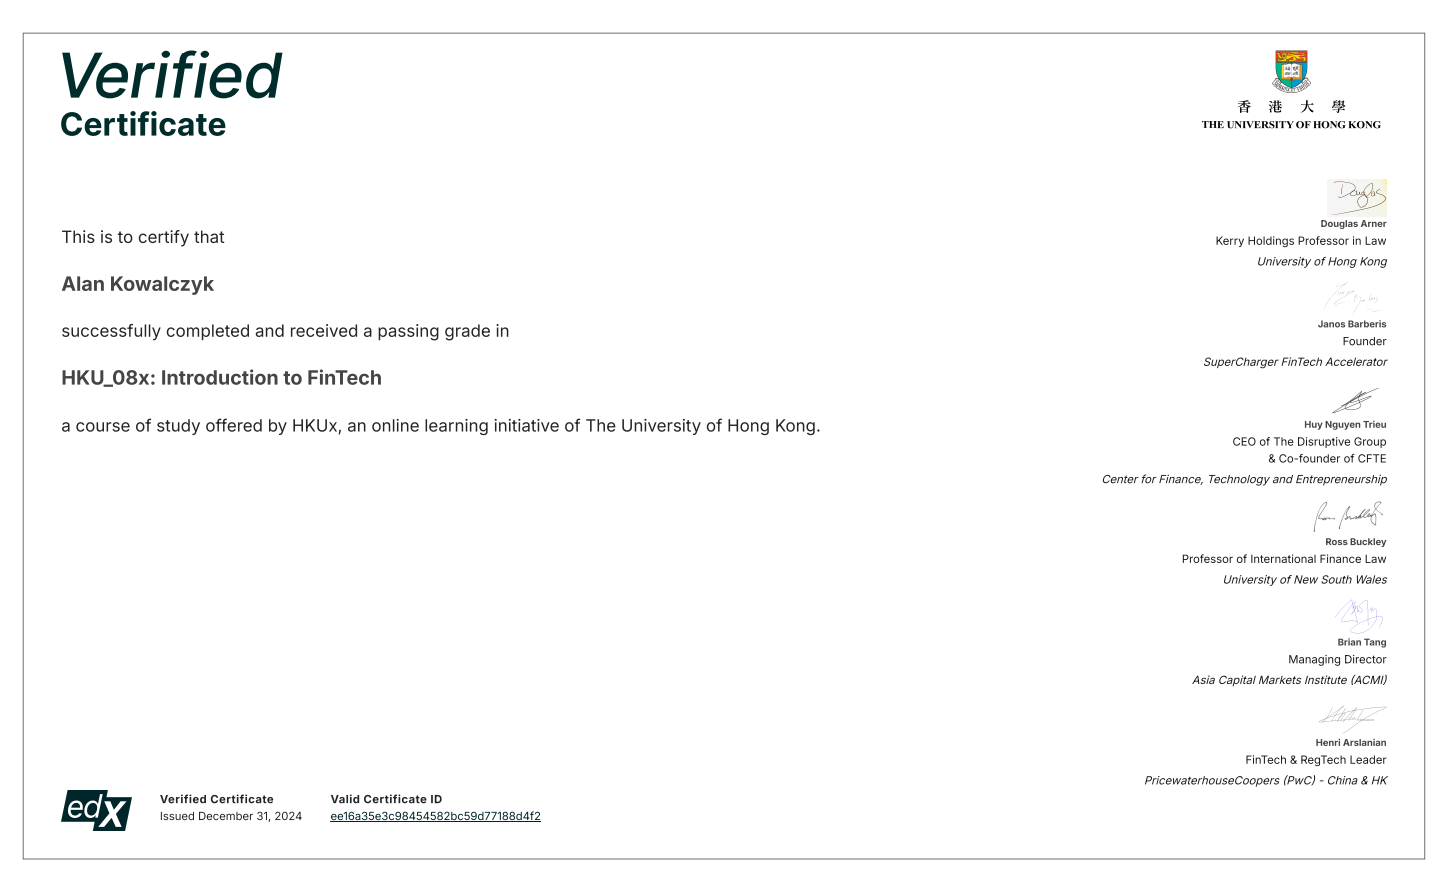 Verified
Certificate
香港大學
THE UNIVERSITY OF HONG KONG
This is to certify that
Alan Kowalczyk
successfully completed and received a passing grade in
HKU_08x: Introduction to FinTech
a course of study offered by HKUx, an online learning initiative of The University of Hong Kong.
Douglas
Douglas Arner
Kerry Holdings Professor in Law
University of Hong Kong
Janos Barberis
Founder
SuperCharger FinTech Accelerator
Huy Nguyen Trieu
CEO of The Disruptive Group
& Co-founder of CFTE
Center for Finance, Technology and Entrepreneurship
Ross Buckley
Ross Buckley
Professor of International Finance Law
University of New South Wales
Brian Tang
Managing Director
Asia Capital Markets Institute (ACMI)
Henri Arslanian
FinTech & RegTech Leader
PricewaterhouseCoopers (PwC) - China & HK
edX
Verified Certificate
Issued December 31, 2024
Valid Certificate ID
ee16a35e3c98454582bc59d77188d4f2